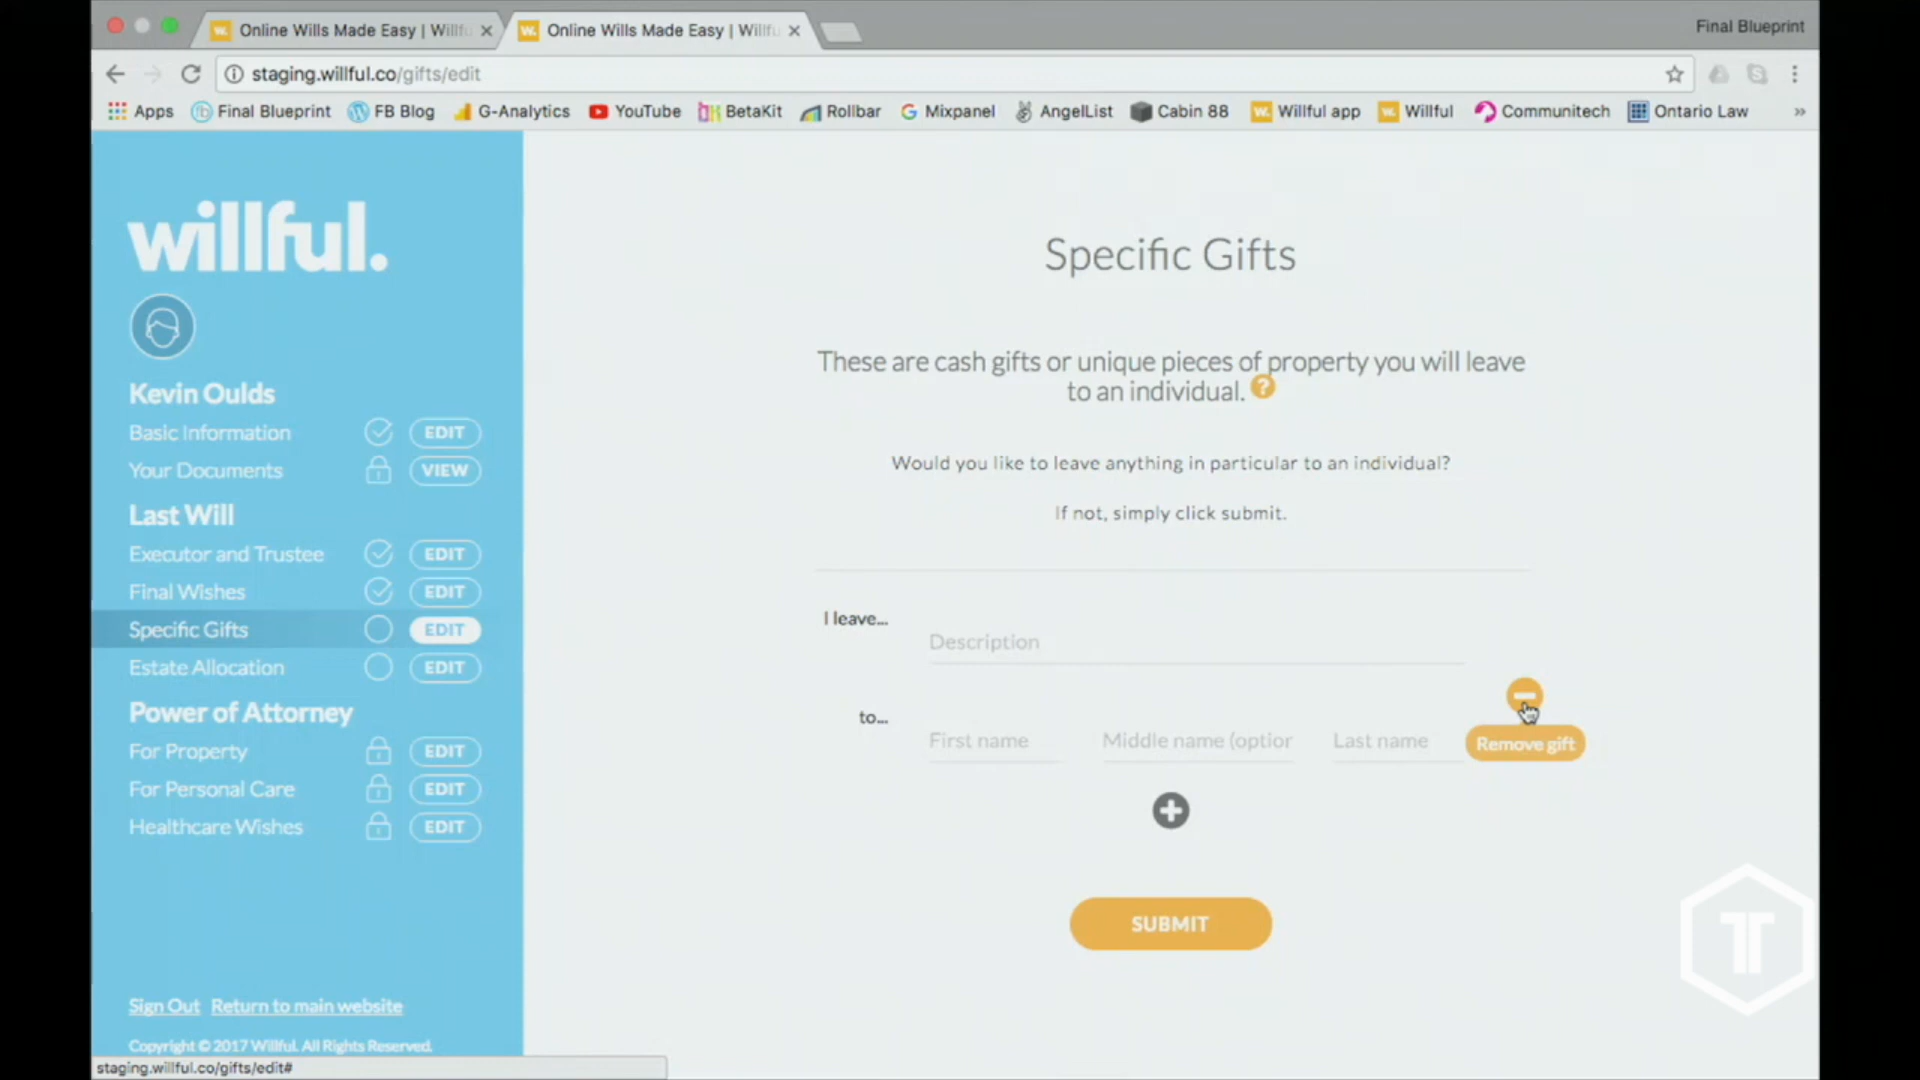 Online Wills Made Easy | Willfu
Online Wills Made Easy | Willfu
Final Blueprint
staging.willful.co/gifts/edit
Apps
Final Blueprint
FB Blog
G-Analytics
YouTube
BetaKit
Rollbar
Mixpanel
AngelList
Cabin 88
Willful app
Willful
Communitech
Ontario Law
»
willful.
Kevin Oulds
Basic Information
EDIT
Your Documents
VIEW
Last Will
Executor and Trustee
EDIT
Final Wishes
EDIT
Specific Gifts
EDIT
Estate Allocation
EDIT
Power of Attorney
For Property
EDIT
For Personal Care
EDIT
Healthcare Wishes
EDIT
Sign Out
Return to main website
Copyright © 2017 Willful. All Rights Reserved.
staging.willful.co/gifts/edit#
Specific Gifts
These are cash gifts or unique pieces of property you will leave
to an individual. ?
Would you like to leave anything in particular to an individual?
If not, simply click submit.
I leave...
Description
to...
First name
Middle name (option
Last name
Remove gift
SUBMIT